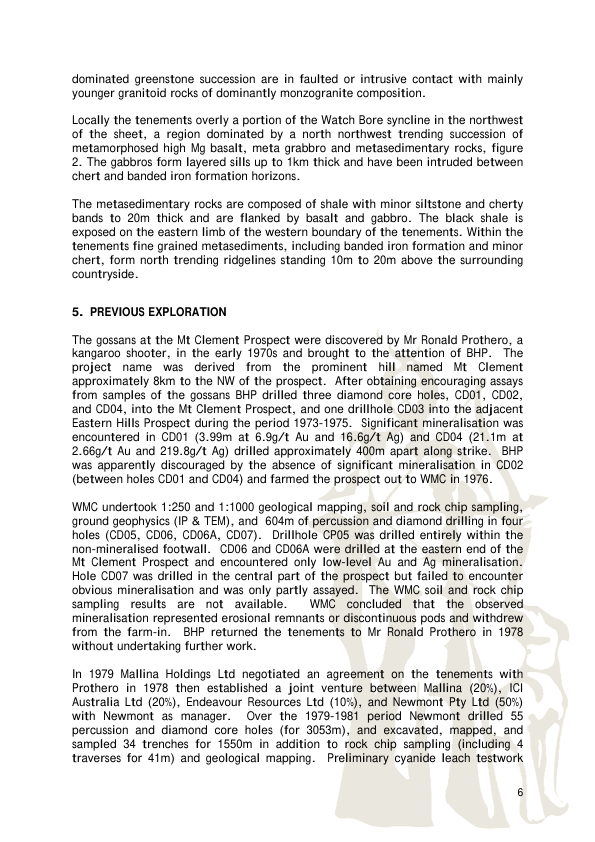 dominated greenstone succession are in faulted or intrusive contact with mainly
younger granitoid rocks of dominantly monzogranite composition.
Locally the tenements overly a portion of the Watch Bore syncline in the northwest
of the sheet, a region dominated by a north northwest trending succession of
metamorphosed high Mg basalt, meta grabbro and metasedimentary rocks, figure
2. The gabbros form layered sills up to 1km thick and have been intruded between
chert and banded iron formation horizons.
The metasedimentary rocks are composed of shale with minor siltstone and cherty
bands to 20m thick and are flanked by basalt and gabbro. The black shale is
exposed on the eastern limb of the western boundary of the tenements. Within the
tenements fine grained metasediments, including banded iron formation and minor
chert, form north trending ridgelines standing 10m to 20m above the surrounding
countryside.
5. PREVIOUS EXPLORATION
The gossans at the Mt Clement Prospect were discovered by Mr Ronald Prothero, a
kangaroo shooter, in the early 1970s and brought to the attention of BHP. The
project name was derived from the prominent hill named Mt Clement
approximately 8km to the NW of the prospect. After obtaining encouraging assays
from samples of the gossans BHP drilled three diamond core holes, CD01, CD02,
and CD04, into the Mt Clement Prospect, and one drillhole CD03 into the adjacent
Eastern Hills Prospect during the period 1973-1975. Significant mineralisation was
encountered in CD01 (3.99m at 6.9g/t Au and 16.6g/t Ag) and CD04 (21.1m at
2.66g/t Au and 219.8g/t Ag) drilled approximately 400m apart along strike. BHP
was apparently discouraged by the absence of significant mineralisation in CD02
(between holes CD01 and CD04) and farmed the prospect out to WMC in 1976.
WMC undertook 1:250 and 1:1000 geological mapping, soil and rock chip sampling,
ground geophysics (IP & TEM), and 604m of percussion and diamond drilling in four
holes (CD05, CD06, CD06A, CD07). Drillhole CP05 was drilled entirely within the
non-mineralised footwall. CD06 and CD06A were drilled at the eastern end of the
Mt Clement Prospect and encountered only low-level Au and Ag mineralisation.
Hole CD07 was drilled in the central part of the prospect but failed to encounter
obvious mineralisation and was only partly assayed. The WMC soil and rock chip
sampling results are not available. WMC concluded that the observed
mineralisation represented erosional remnants or discontinuous pods and withdrew
from the farm-in. BHP returned the tenements to Mr Ronald Prothero in 1978
without undertaking further work.
In 1979 Mallina Holdings Ltd negotiated an agreement on the tenements with
Prothero in 1978 then established a joint venture between Mallina (20%), ICI
Australia Ltd (20%), Endeavour Resources Ltd (10%), and Newmont Pty Ltd (50%)
with Newmont as manager. Over the 1979-1981 period Newmont drilled 55
percussion and diamond core holes (for 3053m), and excavated, mapped, and
sampled 34 trenches for 1550m in addition to rock chip sampling (including 4
traverses for 41m) and geological mapping. Preliminary cyanide leach testwork
6